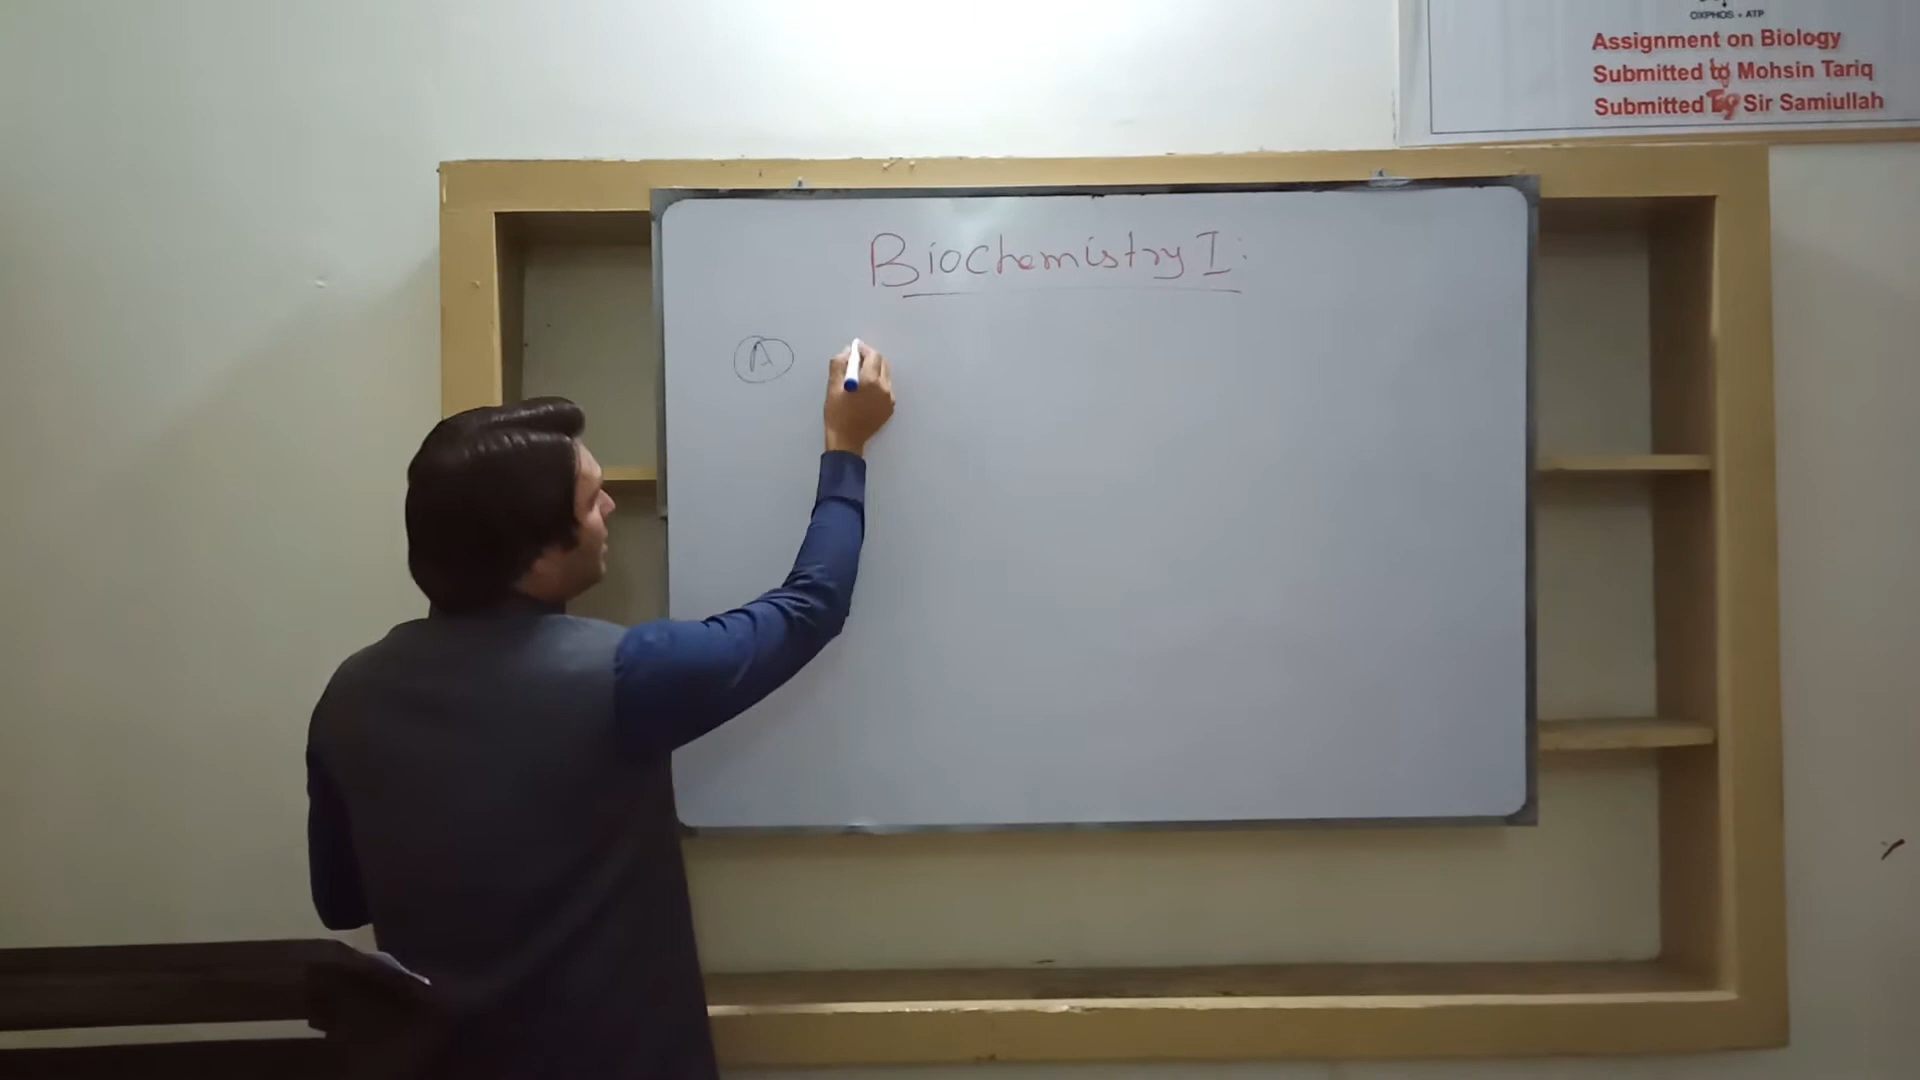 OXPHOS + ATP
Assignment on Biology
Submitted to Mohsin Tariq
Submitted By Sir Samiullah
Biochemistry I:
A